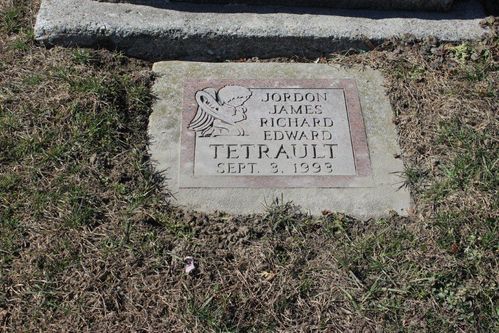 JORDON
JAMES
RICHARD
EDWARD
TETRAULT
SEPT. 3, 1993